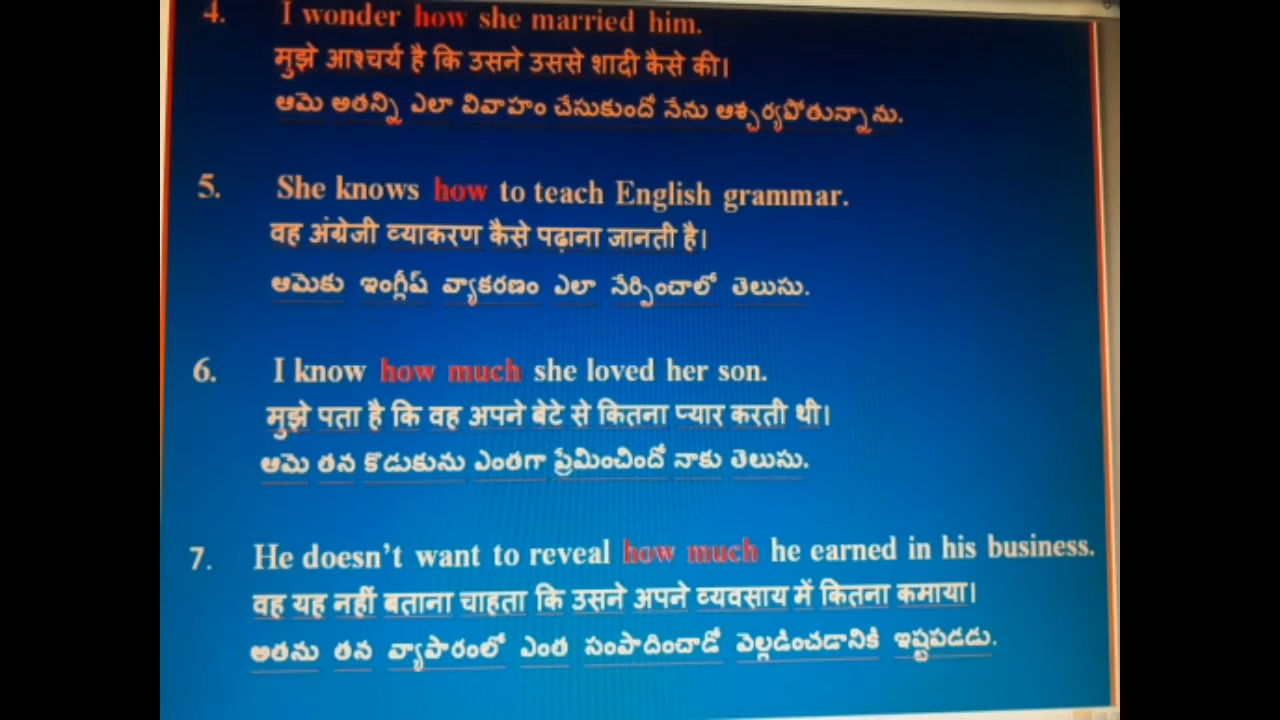 4. I wonder how she married him.
मुझे आश्चर्य है कि उसने उससे शादी कैसे की।
ఆమె అతన్ని ఎలా వివాహం చేసుకుందో నేను ఆశ్చర్యపోతున్నాను.
5. She knows how to teach English grammar.
वह अंग्रेजी व्याकरण कैसे पढ़ाना जानती है।
ఆమెకు ఇంగ్లీష్ వ్యాకరణం ఎలా నేర్పించాలో తెలుసు.
6. I know how much she loved her son.
मुझे पता है कि वह अपने बेटे से कितना प्यार करती थी।
ఆమె తన కొడుకును ఎంతగా ప్రేమించిందో నాకు తెలుసు.
7. He doesn’t want to reveal how much he earned in his business.
वह यह नहीं बताना चाहता कि उसने अपने व्यवसाय में कितना कमाया।
అతను తన వ్యాపారంలో ఎంత సంపాదించాడో వెల్లడించడానికి ఇష్టపడడు.